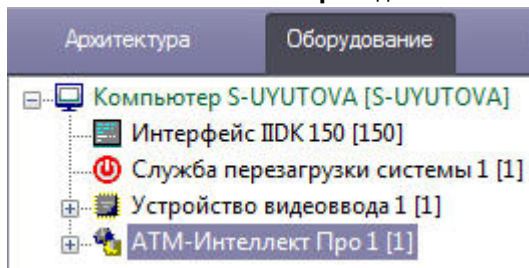 Архитектура Оборудование
Компьютер S-UYUTOVA [S-UYUTOVA]
Интерфейс IIDK 150 [150]
Служба перезагрузки системы 1 [1]
Устройство видеоввода 1 [1]
АТМ-Интеллект Про 1 [1]